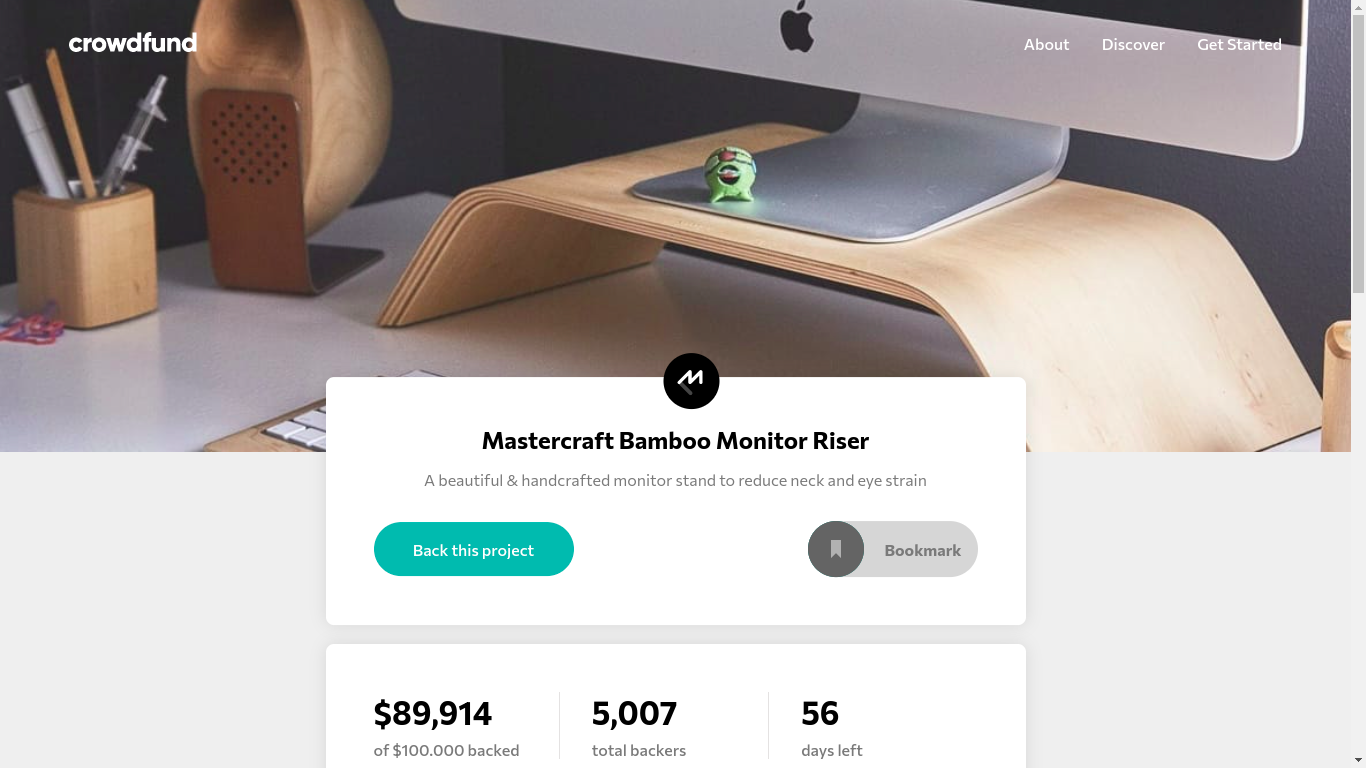 crowdfund
About Discover Get Started
Mastercraft Bamboo Monitor Riser
A beautiful & handcrafted monitor stand to reduce neck and eye strain
Back this project
Bookmark
$89,914
of $100.000 backed
5,007
total backers
56
days left